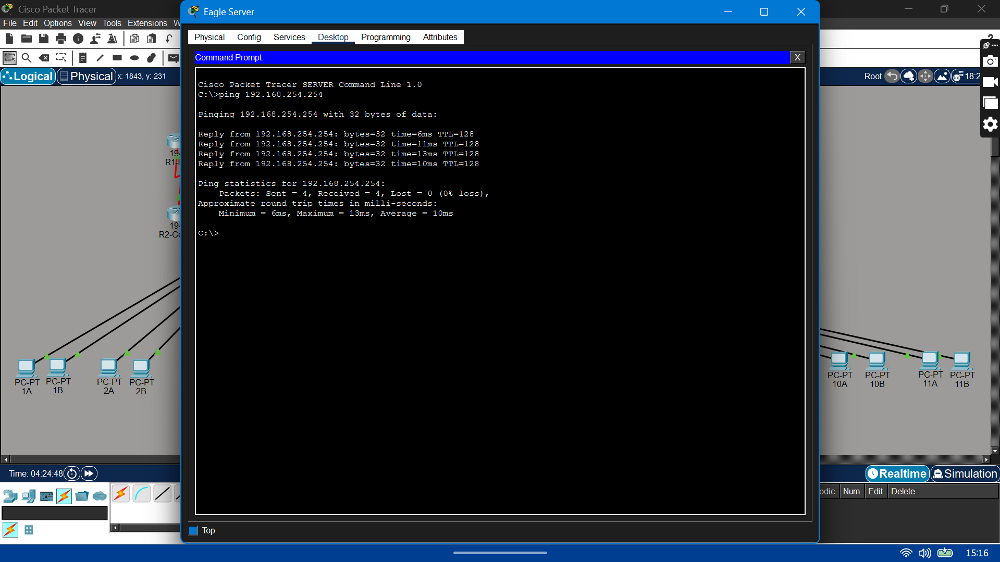 Cisco Packet Tracer
File Edit Options View Tools Extensions W
Logical Physical x: 1843, y: 231
Eagle Server
Physical Config Services Desktop Programming Attributes
Command Prompt X
Cisco Packet Tracer SERVER Command Line 1.0
C:\>ping 192.168.254.254
Pinging 192.168.254.254 with 32 bytes of data:
Reply from 192.168.254.254: bytes=32 time=6ms TTL=128
Reply from 192.168.254.254: bytes=32 time=11ms TTL=128
Reply from 192.168.254.254: bytes=32 time=13ms TTL=128
Reply from 192.168.254.254: bytes=32 time=10ms TTL=128
Ping statistics for 192.168.254.254:
Packets: Sent = 4, Received = 4, Lost = 0 (0% loss),
Approximate round trip times in milli-seconds:
Minimum = 6ms, Maximum = 13ms, Average = 10ms
C:\>
Top
Root 18:2
194
R1-I
194
R2-Ce
PC-PT
1A
PC-PT
1B
PC-PT
2A
PC-PT
2B
PC-PT
10A
PC-PT
10B
PC-PT
11A
PC-PT
11B
Time: 04:24:48
Realtime Simulation
odic Num Edit Delete
15:16